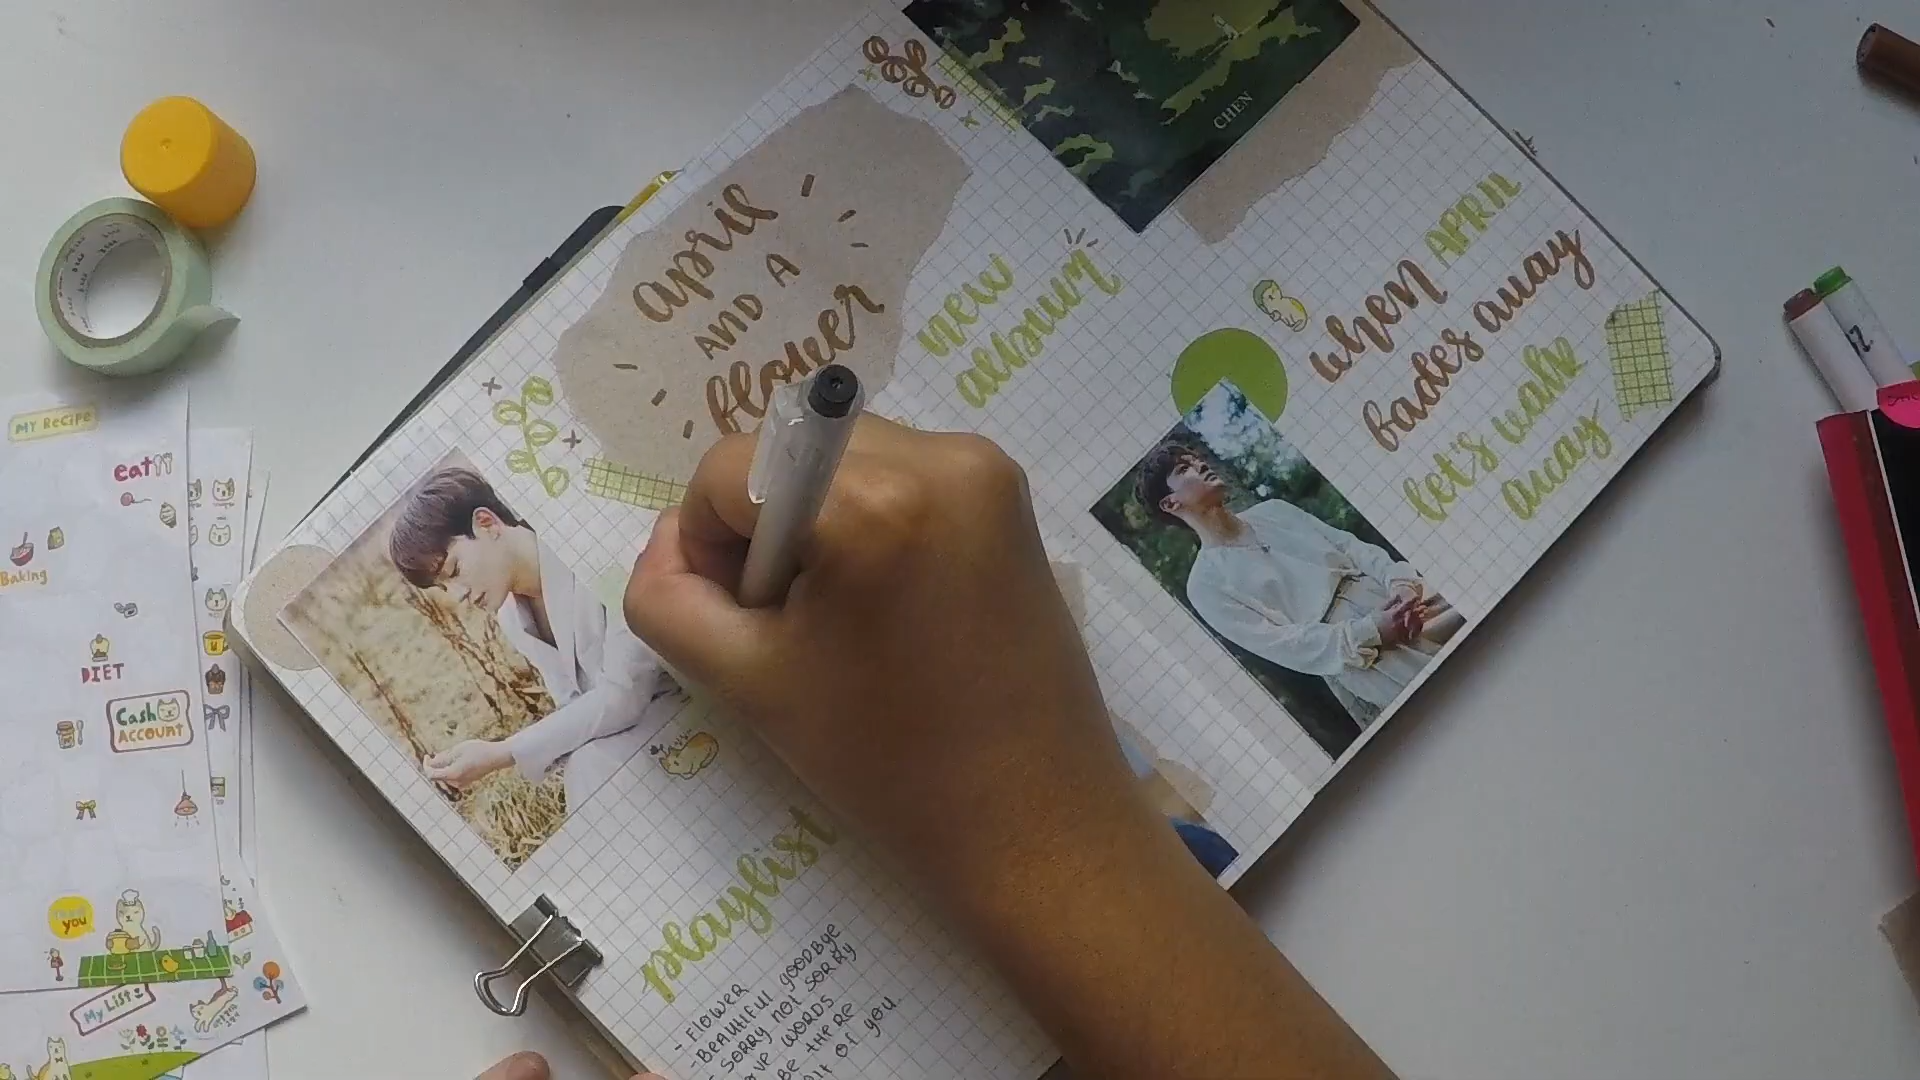 april
AND A
flower
new
album
CHEN
when APRIL
fades away
let's walk
away
playlist
- FLOWER
- BEAUTIFUL GOODBYE
- SORRY NOT SORRY
WORDS
BE THERE
OF YOU
MY RECIPE
eat
Baking
DIET
Cash
ACCOUNT
you
My List